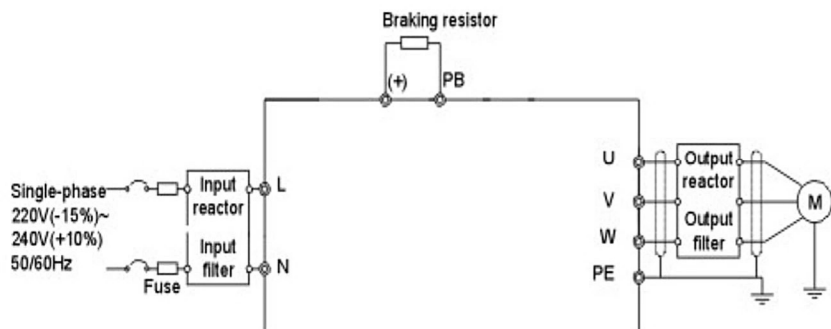 Braking resistor
(+)
PB
Single-phase
220V(-15%)~
240V(+10%)
50/60Hz
Fuse
Input
reactor
Input
filter
L
N
U
V
W
PE
Output
reactor
Output
filter
M